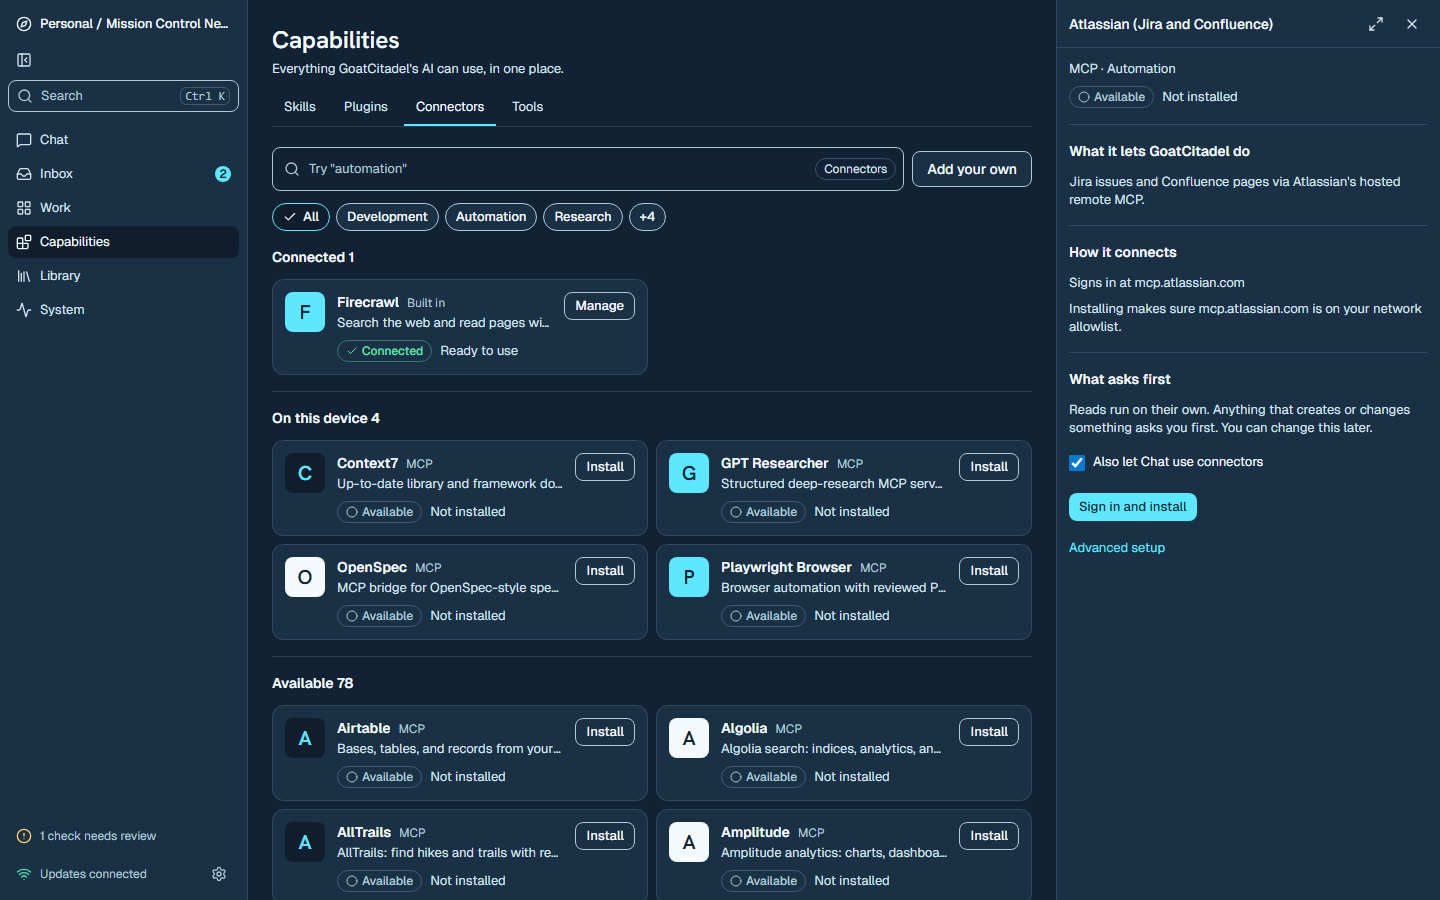 Personal / Mission Control Ne...
Search
Ctrl K
Chat
Inbox
2
Work
Capabilities
Library
System
1 check needs review
Updates connected
Capabilities
Everything GoatCitadel's AI can use, in one place.
Skills
Plugins
Connectors
Tools
Try "automation"
Connectors
Add your own
All
Development
Automation
Research
+4
Connected 1
F
Firecrawl Built in
Search the web and read pages wi...
Connected Ready to use
Manage
On this device 4
C
Context7 MCP
Up-to-date library and framework do...
Available Not installed
Install
G
GPT Researcher MCP
Structured deep-research MCP serv...
Available Not installed
Install
O
OpenSpec MCP
MCP bridge for OpenSpec-style spe...
Available Not installed
Install
P
Playwright Browser MCP
Browser automation with reviewed P...
Available Not installed
Install
Available 78
A
Airtable MCP
Bases, tables, and records from your...
Available Not installed
Install
A
Algolia MCP
Algolia search: indices, analytics, an...
Available Not installed
Install
A
AllTrails MCP
AllTrails: find hikes and trails with re...
Available Not installed
Install
A
Amplitude MCP
Amplitude analytics: charts, dashboa...
Available Not installed
Install
Atlassian (Jira and Confluence)
MCP · Automation
Available Not installed
What it lets GoatCitadel do
Jira issues and Confluence pages via Atlassian's hosted
remote MCP.
How it connects
Signs in at mcp.atlassian.com
Installing makes sure mcp.atlassian.com is on your network
allowlist.
What asks first
Reads run on their own. Anything that creates or changes
something asks you first. You can change this later.
Also let Chat use connectors
Sign in and install
Advanced setup